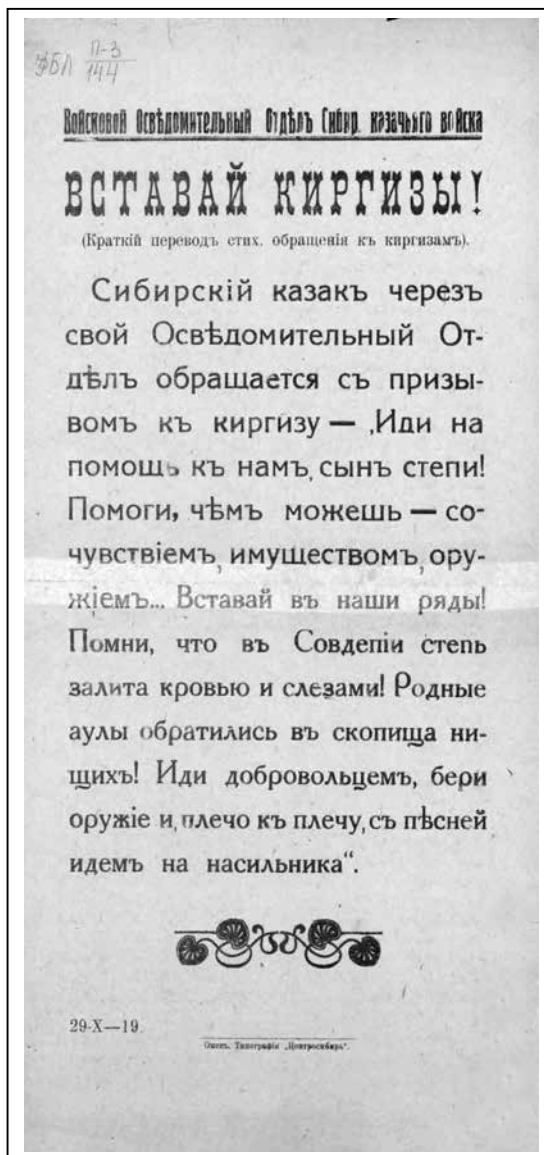 ФБЛ П-3
144
Войсковой Освѣдомительный Отдѣлъ Сибир. казачьяго войска
ВСТАВАЙ КИРГИЗЫ!
(Краткій переводъ стих. обращенія къ киргизамъ).
Сибирскій казакъ черезъ
свой Освѣдомительный От-
дѣлъ обращается съ призы-
вомъ къ киргизу — „Иди на
помощь къ намъ, сынъ степи!
Помоги, чѣмъ можешь — со-
чувствіемъ, имуществомъ, ору-
жіемъ... Вставай въ наши ряды!
Помни, что въ Совдепіи степь
залита кровью и слезами! Родные
аулы обратились въ скопища ни-
щихъ! Иди добровольцемъ, бери
оружіе и, плечо къ плечу, съ пѣсней
идемъ на насильника“.
29-X—19.
Омскъ. Типографія „Центросибирь“.